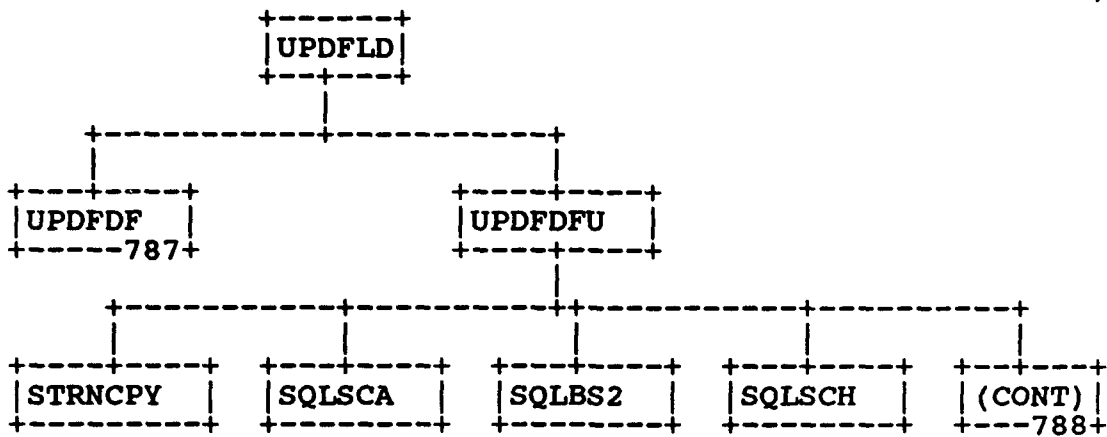 UPDFLD
UPDFDF UPDFDFU
787
STRNCPY SQLSCA SQLBS2 SQLSCH (CONT)
788